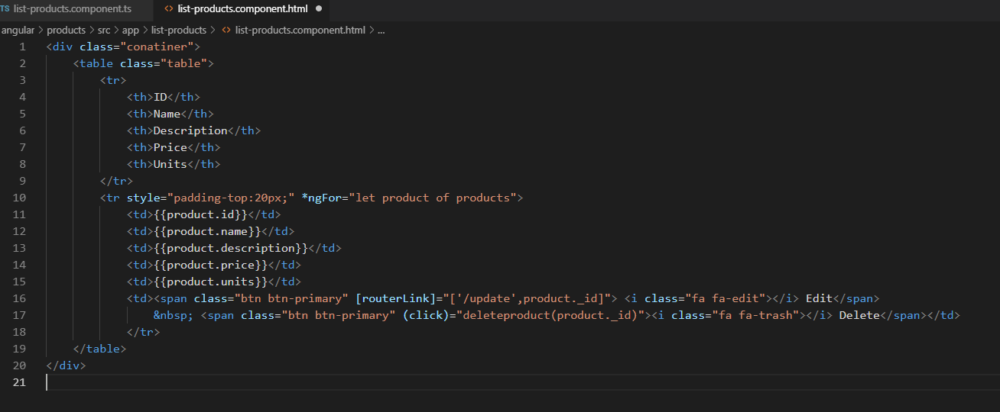 TS list-products.component.ts <> list-products.component.html ●
angular > products > src > app > list-products > <> list-products.component.html > ...
1 <div class="conatiner">
2 <table class="table">
3 <tr>
4 <th>ID</th>
5 <th>Name</th>
6 <th>Description</th>
7 <th>Price</th>
8 <th>Units</th>
9 </tr>
10 <tr style="padding-top:20px;" *ngFor="let product of products">
11 <td>{{product.id}}</td>
12 <td>{{product.name}}</td>
13 <td>{{product.description}}</td>
14 <td>{{product.price}}</td>
15 <td>{{product.units}}</td>
16 <td><span class="btn btn-primary" [routerLink]="['/update',product._id]"> <i class="fa fa-edit"></i> Edit</span>
17 &nbsp; <span class="btn btn-primary" (click)="deleteproduct(product._id)"><i class="fa fa-trash"></i> Delete</span></td>
18 </tr>
19 </table>
20 </div>
21